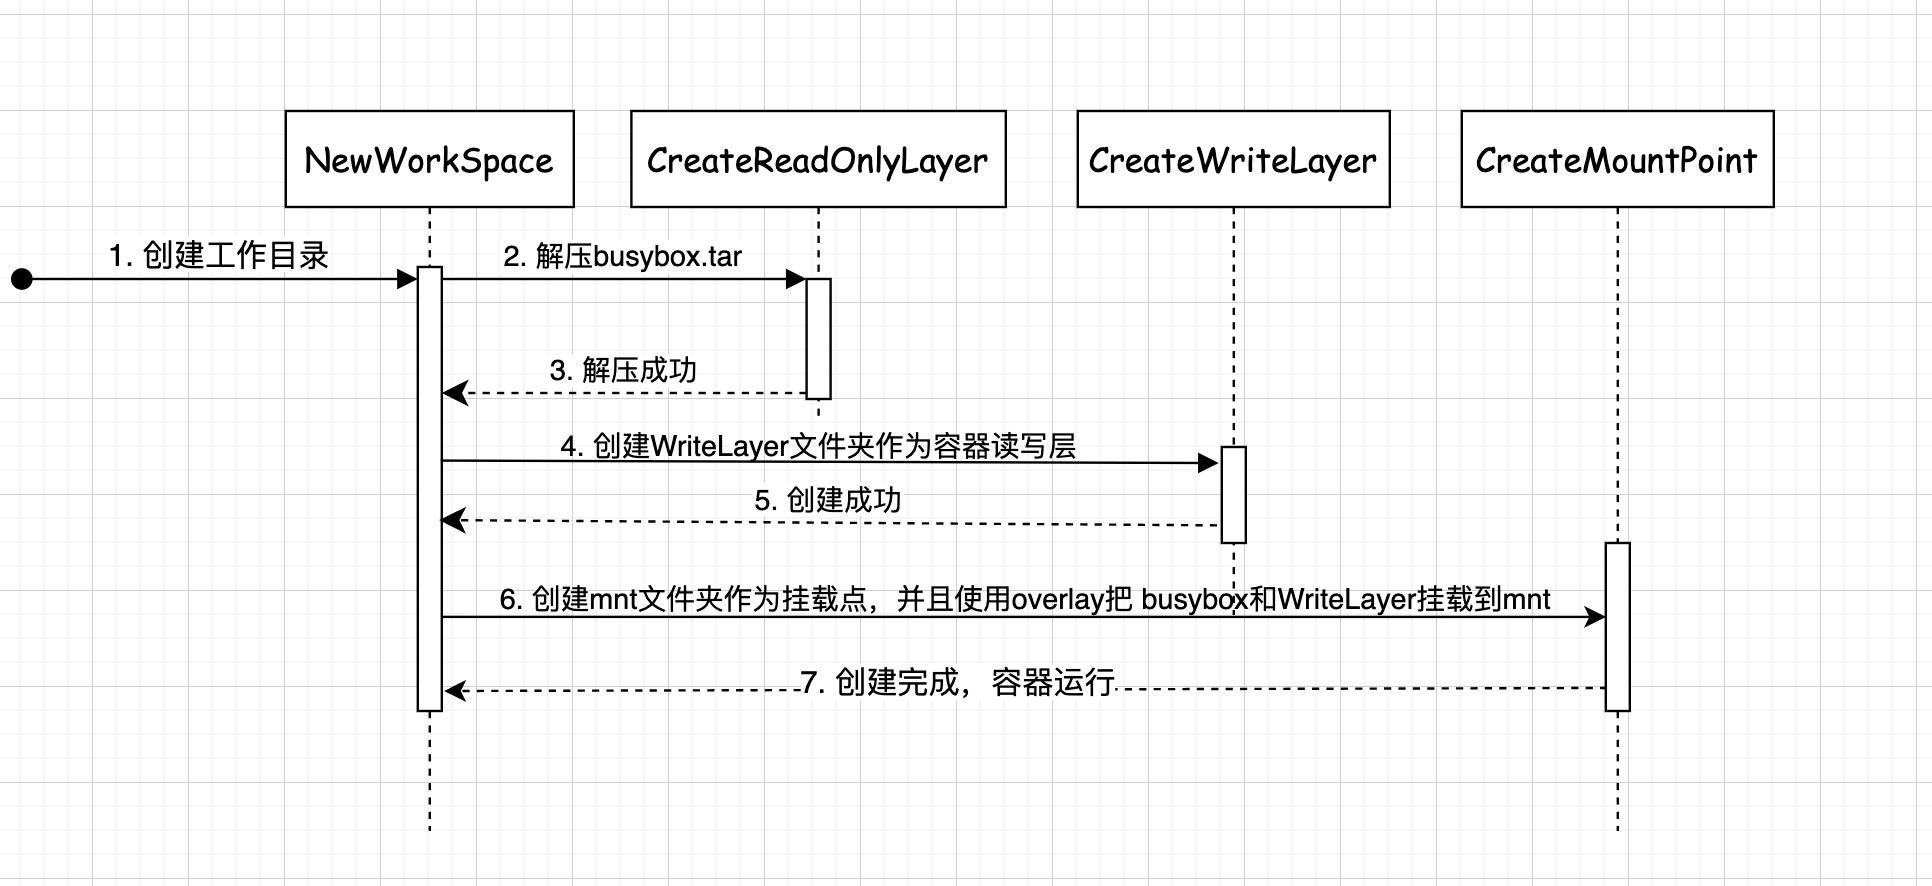 NewWorkSpace
CreateReadOnlyLayer
CreateWriteLayer
CreateMountPoint
1. 创建工作目录
2. 解压busybox.tar
3. 解压成功
4. 创建WriteLayer文件夹作为容器读写层
5. 创建成功
6. 创建mnt文件夹作为挂载点，并且使用overlay把 busybox和WriteLayer挂载到mnt
7. 创建完成，容器运行